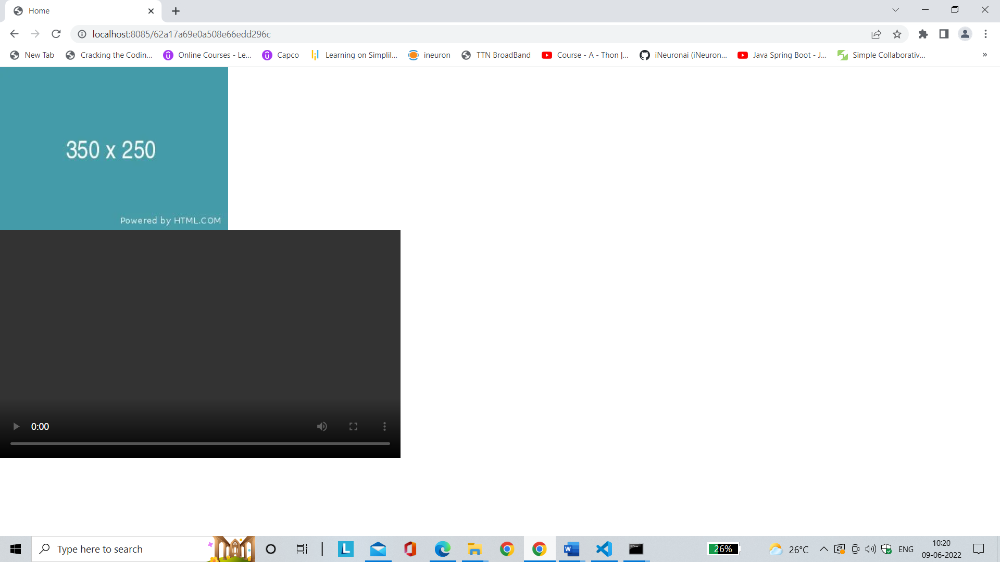 Home
localhost:8085/62a17a69e0a508e66edd296c
New Tab Cracking the Codin... Online Courses - Le... Capco Learning on Simplil... ineuron TTN BroadBand Course - A - Thon |... iNeuronai (iNeuron... Java Spring Boot - J... Simple Collaborativ... »
350 x 250
Powered by HTML.COM
0:00
Type here to search
26%
26°C
ENG
10:20
09-06-2022